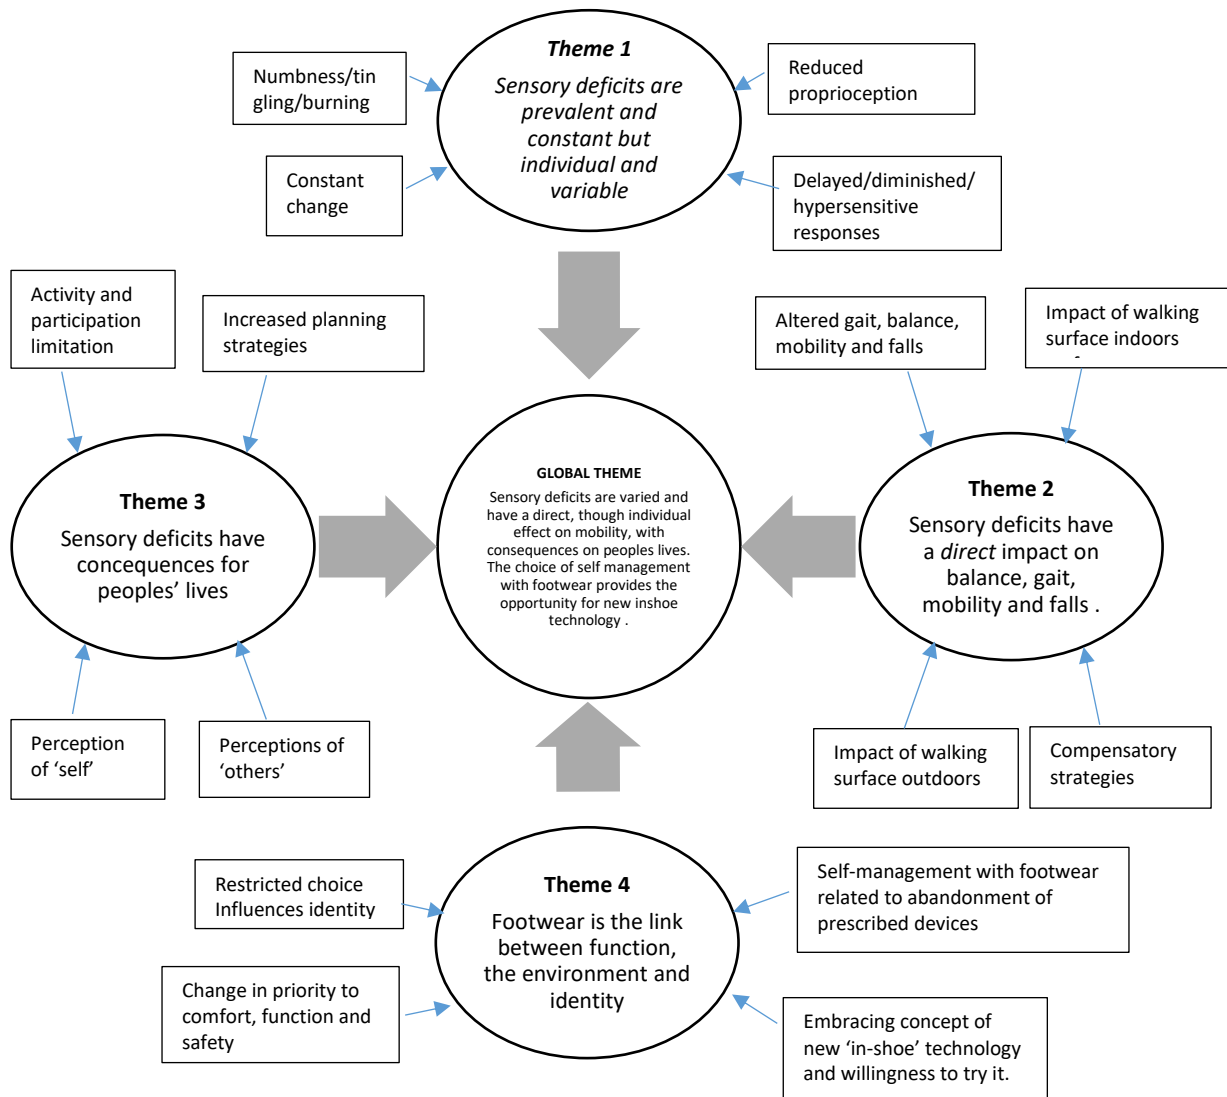 Theme 1
Sensory deficits are
prevalent and
constant but
individual and
variable
Numbness/tin
gling/burning
Reduced
proprioception
Constant
change
Delayed/diminished/
hypersensitive
responses
Activity and
participation
limitation
Increased planning
strategies
Altered gait, balance,
mobility and falls
Impact of walking
surface indoors
Theme 3
Sensory deficits have
concequences for
peoples’ lives
GLOBAL THEME
Sensory deficits are varied and
have a direct, though individual
effect on mobility, with
consequences on peoples lives.
The choice of self management
with footwear provides the
opportunity for new inshoe
technology .
Theme 2
Sensory deficits have
a direct impact on
balance, gait,
mobility and falls .
Perception
of ‘self’
Perceptions of
‘others’
Impact of walking
surface outdoors
Compensatory
strategies
Theme 4
Footwear is the link
between function,
the environment and
identity
Restricted choice
Influences identity
Self-management with footwear
related to abandonment of
prescribed devices
Change in priority to
comfort, function and
safety
Embracing concept of
new ‘in-shoe’ technology
and willingness to try it.